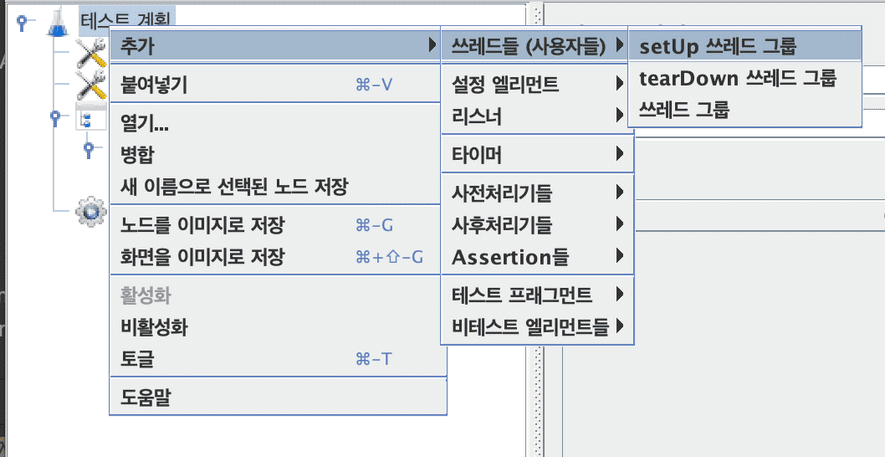 테스트 계획
추가
붙여넣기 ⌘-V
열기...
병합
새 이름으로 선택된 노드 저장
노드를 이미지로 저장 ⌘-G
화면을 이미지로 저장 ⌘+⇧-G
활성화
비활성화
토글 ⌘-T
도움말
쓰레드들 (사용자들)
설정 엘리먼트
리스너
타이머
사전처리기들
사후처리기들
Assertion들
테스트 프래그먼트
비테스트 엘리먼트들
setUp 쓰레드 그룹
tearDown 쓰레드 그룹
쓰레드 그룹